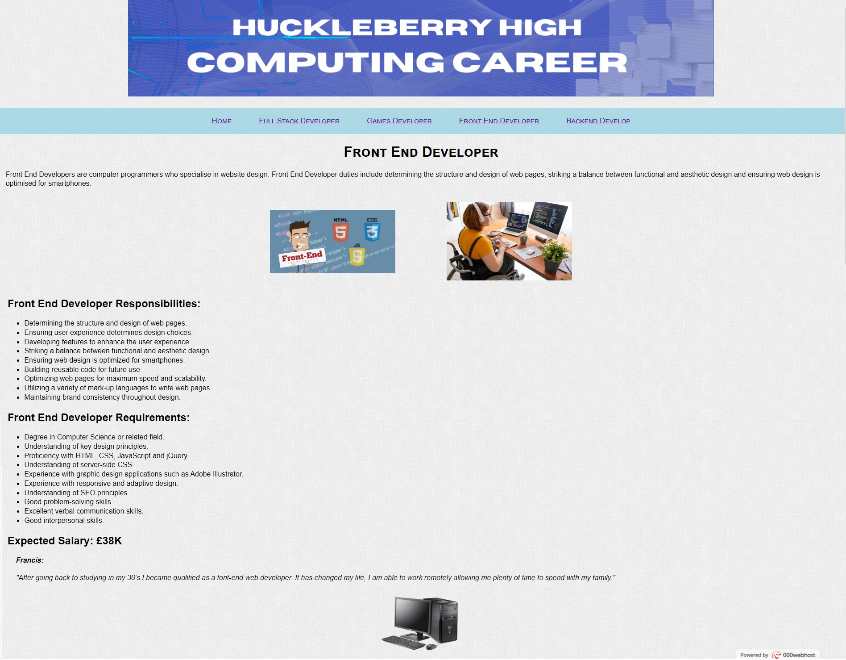 HUCKLEBERRY HIGH
COMPUTING CAREER
Home Full Stack Developer Games Developer Front End Developer Backend Develop
Front End Developer
Front End Developers are computer programmers who specialise in website design. Front End Developer duties include determining the structure and design of web pages, striking a balance between functional and aesthetic design and ensuring web design is
optimised for smartphones.
HTML CSS
5 3
JS
Front-End
Front End Developer Responsibilities:
Determining the structure and design of web pages.
Ensuring user experience determines design choices.
Developing features to enhance the user experience.
Striking a balance between functional and aesthetic design.
Ensuring web design is optimized for smartphones.
Building reusable code for future use.
Optimizing web pages for maximum speed and scalability.
Utilizing a variety of mark-up languages to write web pages.
Maintaining brand consistency throughout design.
Front End Developer Requirements:
Degree in Computer Science or related field.
Understanding of key design principles.
Proficiency with HTML, CSS, JavaScript and jQuery
Understanding of server-side CSS
Experience with graphic design applications such as Adobe Illustrator.
Experience with responsive and adaptive design.
Understanding of SEO principles
Good problem-solving skills.
Excellent verbal communication skills.
Good interpersonal skills.
Expected Salary: £38K
Francis:
"After going back to studying in my 30's I became qualified as a font-end web developer. It has changed my life, I am able to work remotely allowing me plenty of time to spend with my family."
Powered by 000webhost